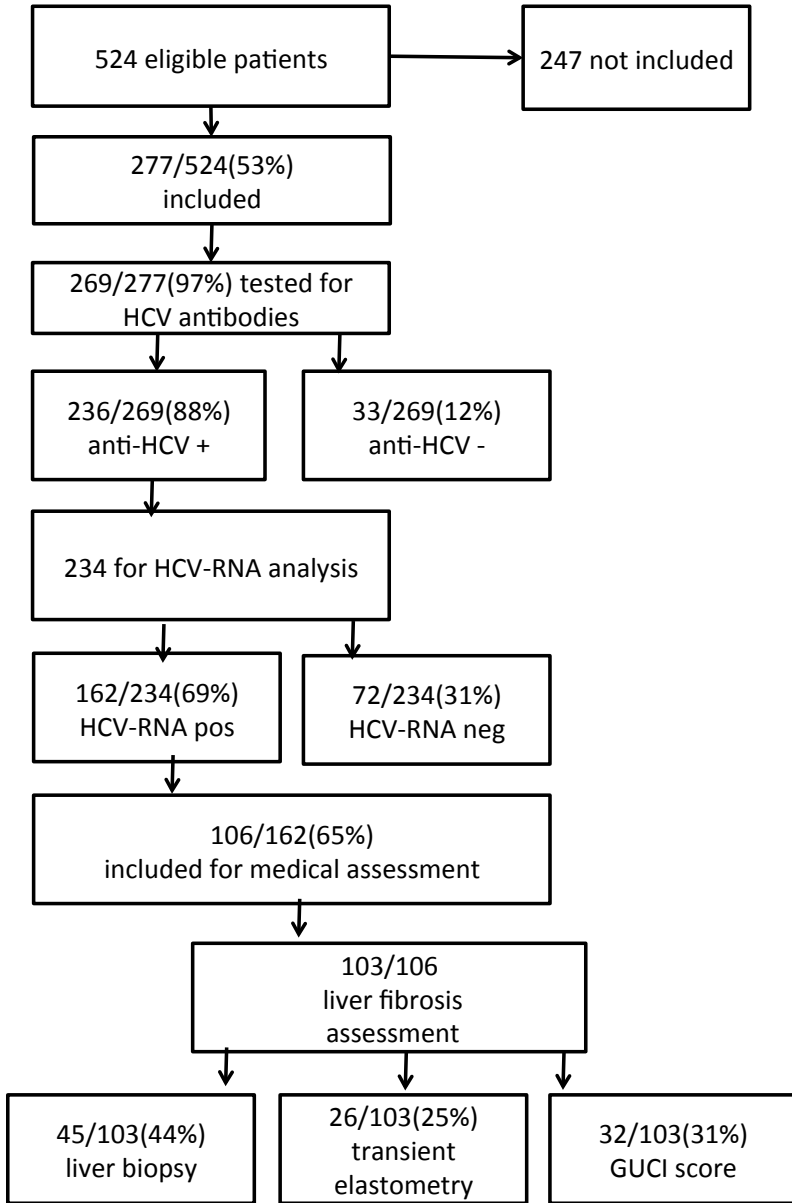 524 eligible patients
247 not included
277/524(53%)
included
269/277(97%) tested for
HCV antibodies
236/269(88%)
anti-HCV +
33/269(12%)
anti-HCV -
234 for HCV-RNA analysis
162/234(69%)
HCV-RNA pos
72/234(31%)
HCV-RNA neg
106/162(65%)
included for medical assessment
103/106
liver fibrosis
assessment
45/103(44%)
liver biopsy
26/103(25%)
transient
elastometry
32/103(31%)
GUCI score